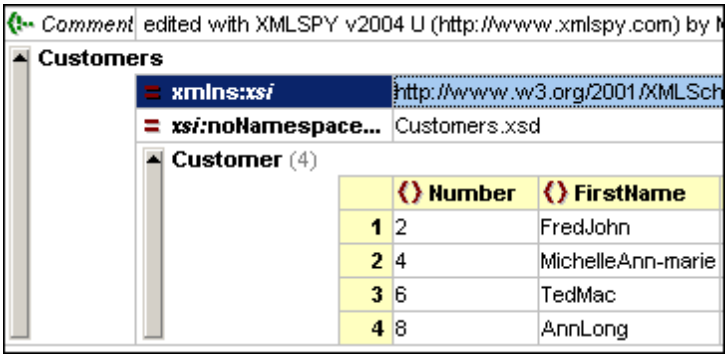 Comment edited with XMLSPY v2004 U (http://www.xmlspy.com) by
Customers
= xmlns:xsi http://www.w3.org/2001/XMLSch
= xsi:noNamespace... Customers.xsd
Customer (4)
() Number () FirstName
1 2 FredJohn
2 4 MichelleAnn-marie
3 6 TedMac
4 8 AnnLong